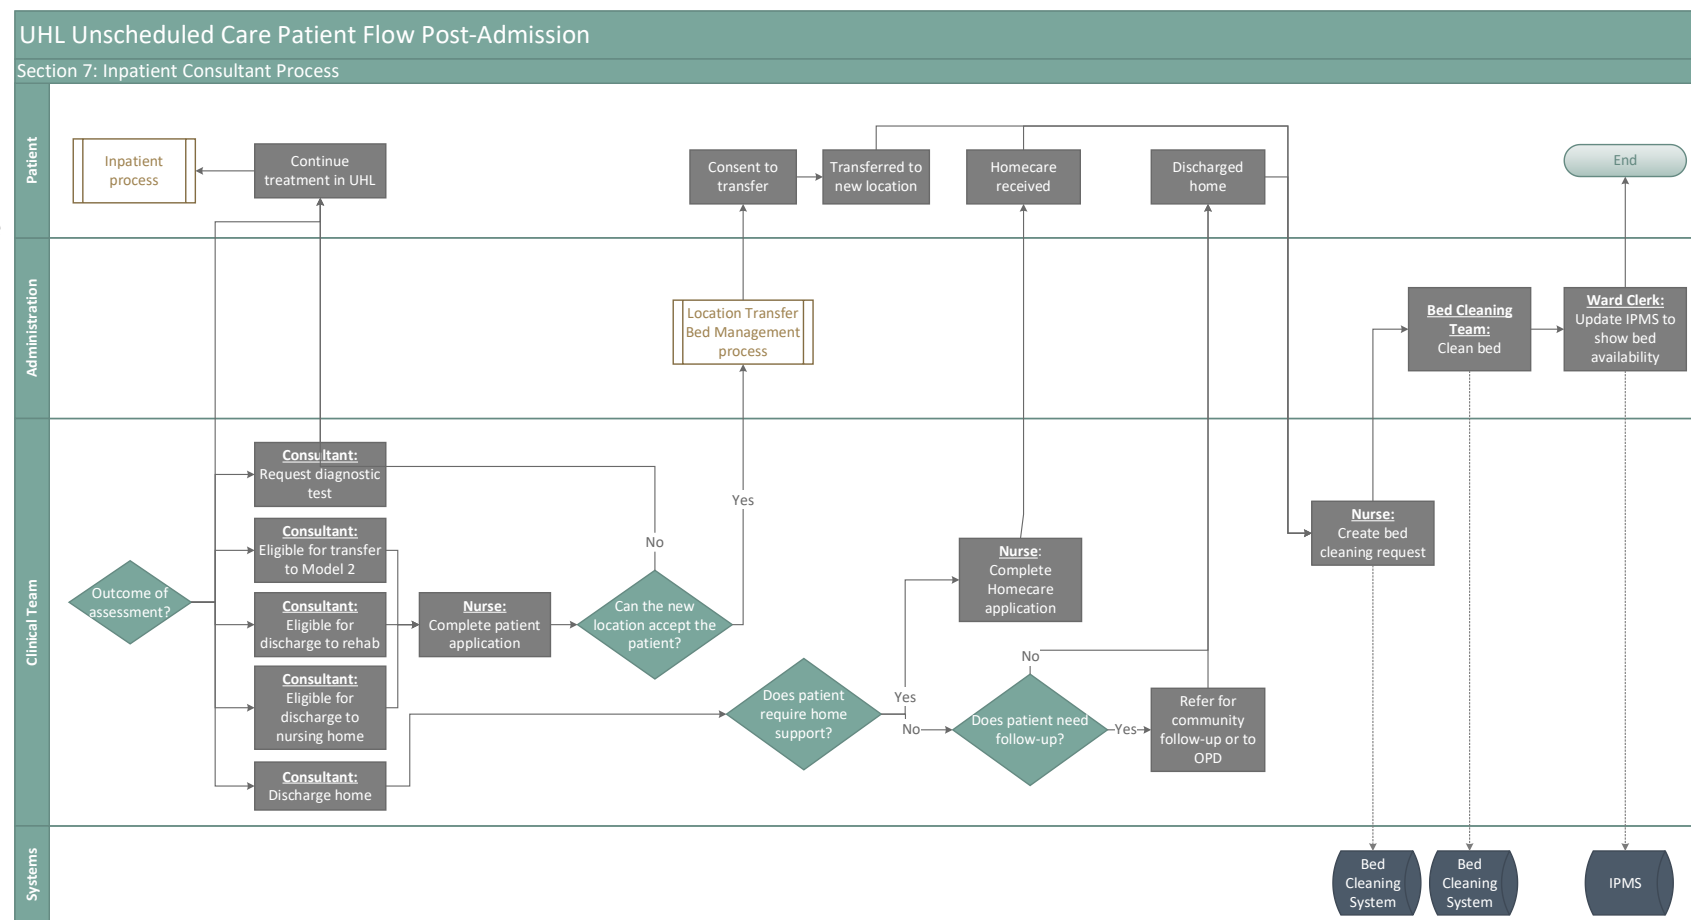 UHL Unscheduled Care Patient Flow Post-Admission
Section 7: Inpatient Consultant Process
Patient
Inpatient
process
Continue
treatment in UHL
Consent to
transfer
Transferred to
new location
Homecare
received
Discharged
home
End
Administration
Location Transfer
Bed Management
process
Bed Cleaning
Team:
Clean bed
Ward Clerk:
Update IPMS to
show bed
availability
Clinical Team
Outcome of
assessment?
Consultant:
Request diagnostic
test
Consultant:
Eligible for transfer
to Model 2
Consultant:
Eligible for
discharge to rehab
Consultant:
Eligible for
discharge to
nursing home
Consultant:
Discharge home
Nurse:
Complete patient
application
Can the new
location accept the
patient?
No
Yes
Does patient
require home
support?
Yes
No
Nurse:
Complete
Homecare
application
Does patient need
follow-up?
No
Yes
Refer for
community
follow-up or to
OPD
Nurse:
Create bed
cleaning request
Systems
Bed
Cleaning
System
Bed
Cleaning
System
IPMS